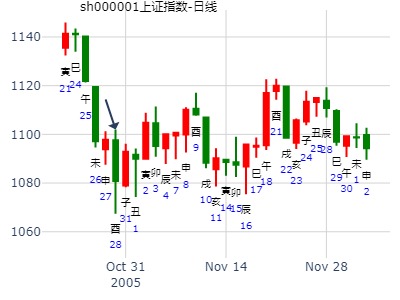 sh000001上证指数-日线
1140
1120
1100
1080
1060
寅
21
巳
24
午
25
未
26
申
27
酉
28
子
31
丑
1
寅
2
卯
3
辰
4
未
7
申
8
酉
9
戌
10
亥
11
寅
14
卯
15
辰
16
巳
17
午
18
酉
21
戌
22
亥
23
子
24
丑
25
辰
28
巳
29
午
30
未
1
申
2
Oct 31
2005
Nov 14
Nov 28